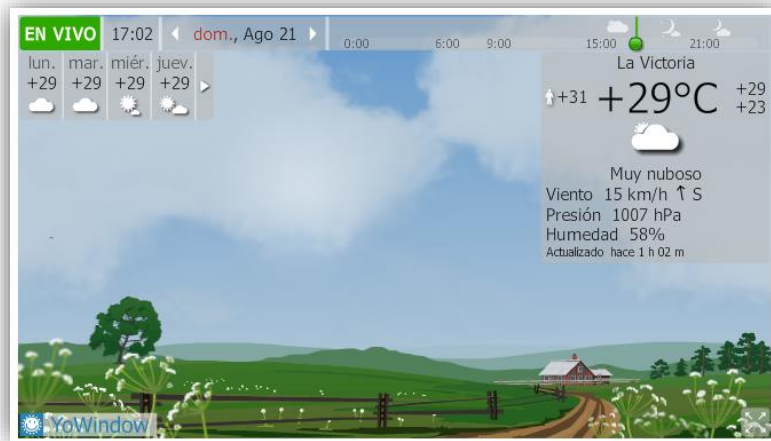 EN VIVO 17:02 dom., Ago 21
0:00 6:00 9:00 15:00 21:00
lun. mar. miér. juev.
+29 +29 +29 +29
La Victoria
+31 +29°C +29
+23
Muy nuboso
Viento 15 km/h ↑ S
Presión 1007 hPa
Humedad 58%
Actualizado hace 1 h 02 m
YoWindow